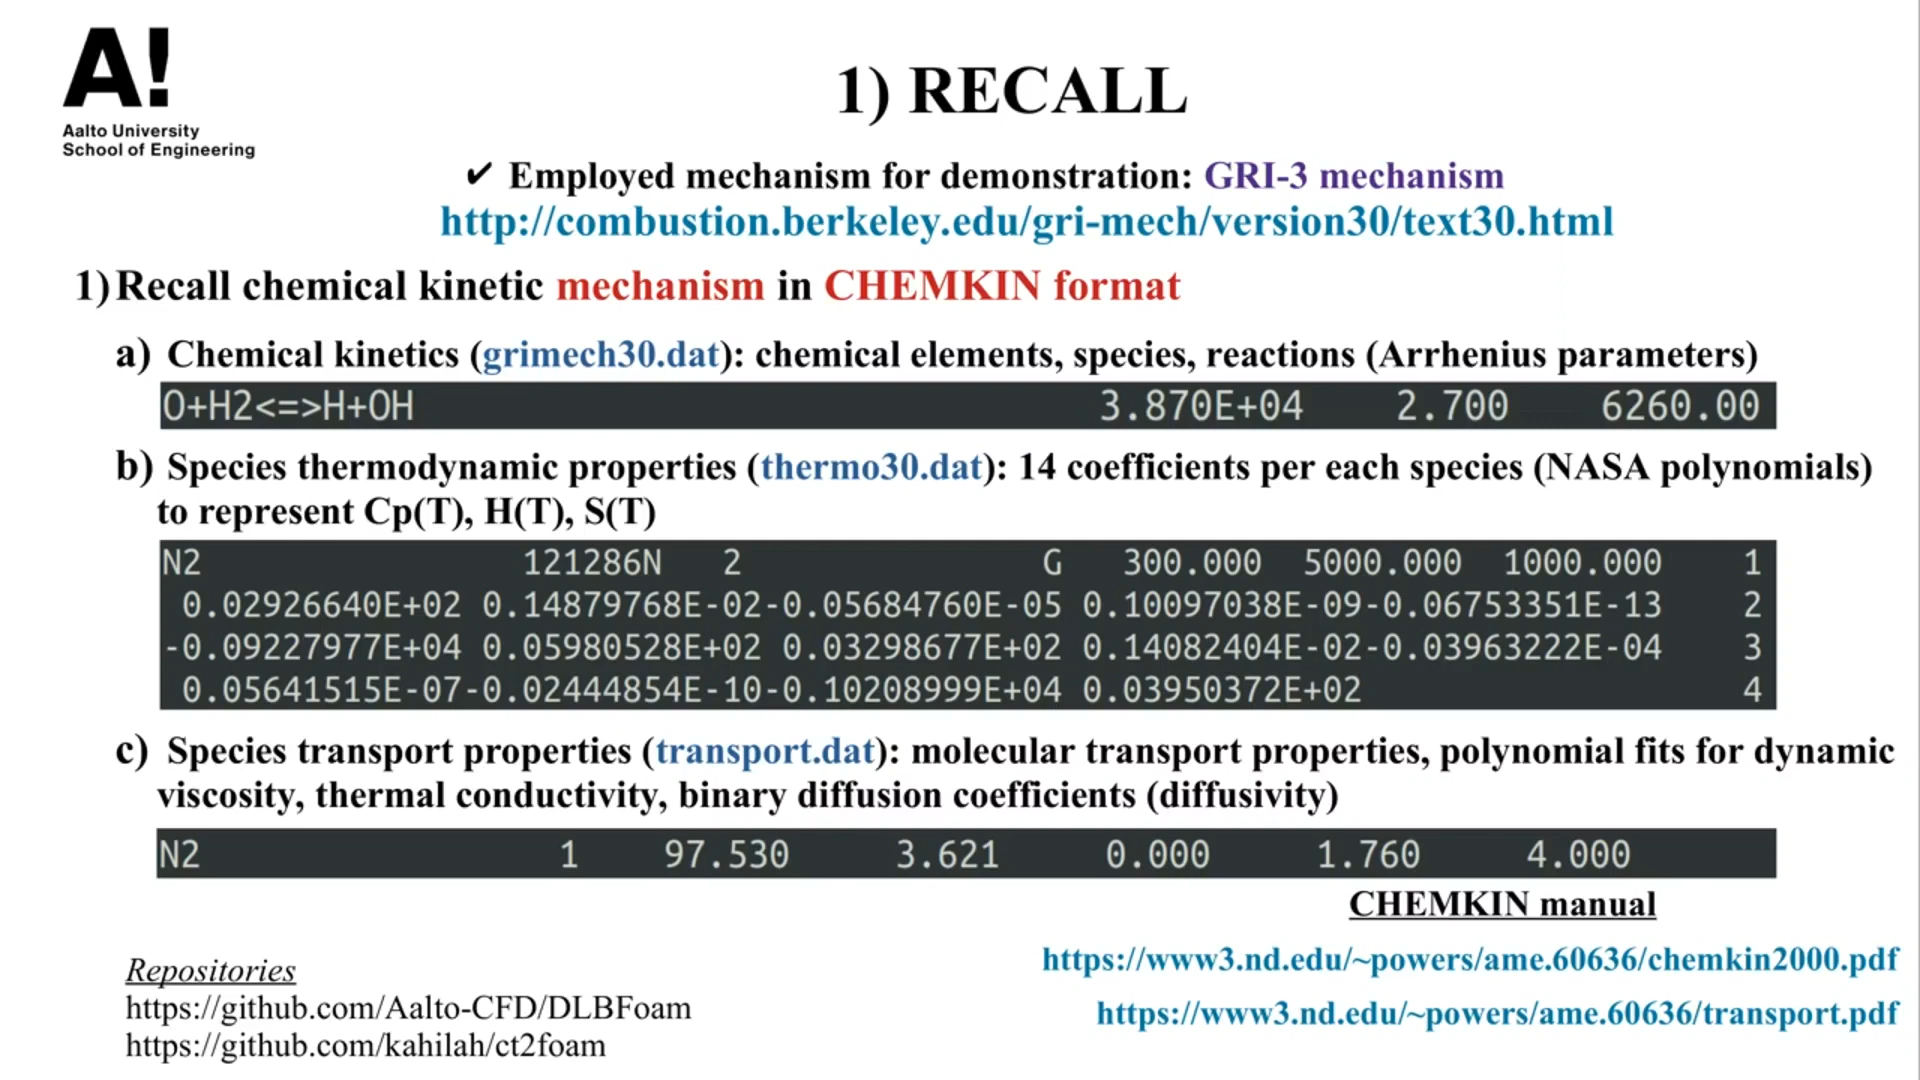 A!
Aalto University
School of Engineering
1) RECALL
✔ Employed mechanism for demonstration: GRI-3 mechanism
http://combustion.berkeley.edu/gri-mech/version30/text30.html
1) Recall chemical kinetic mechanism in CHEMKIN format
a) Chemical kinetics (grimech30.dat): chemical elements, species, reactions (Arrhenius parameters)
O+H2<=>H+OH 3.870E+04 2.700 6260.00
b) Species thermodynamic properties (thermo30.dat): 14 coefficients per each species (NASA polynomials)
to represent Cp(T), H(T), S(T)
N2 121286N 2 G 300.000 5000.000 1000.000 1
0.02926640E+02 0.14879768E-02-0.05684760E-05 0.10097038E-09-0.06753351E-13 2
-0.09227977E+04 0.05980528E+02 0.03298677E+02 0.14082404E-02-0.03963222E-04 3
0.05641515E-07-0.02444854E-10-0.10208999E+04 0.03950372E+02 4
c) Species transport properties (transport.dat): molecular transport properties, polynomial fits for dynamic
viscosity, thermal conductivity, binary diffusion coefficients (diffusivity)
N2 1 97.530 3.621 0.000 1.760 4.000
CHEMKIN manual
https://www3.nd.edu/~powers/ame.60636/chemkin2000.pdf
https://www3.nd.edu/~powers/ame.60636/transport.pdf
Repositories
https://github.com/Aalto-CFD/DLBFoam
https://github.com/kahilah/ct2foam